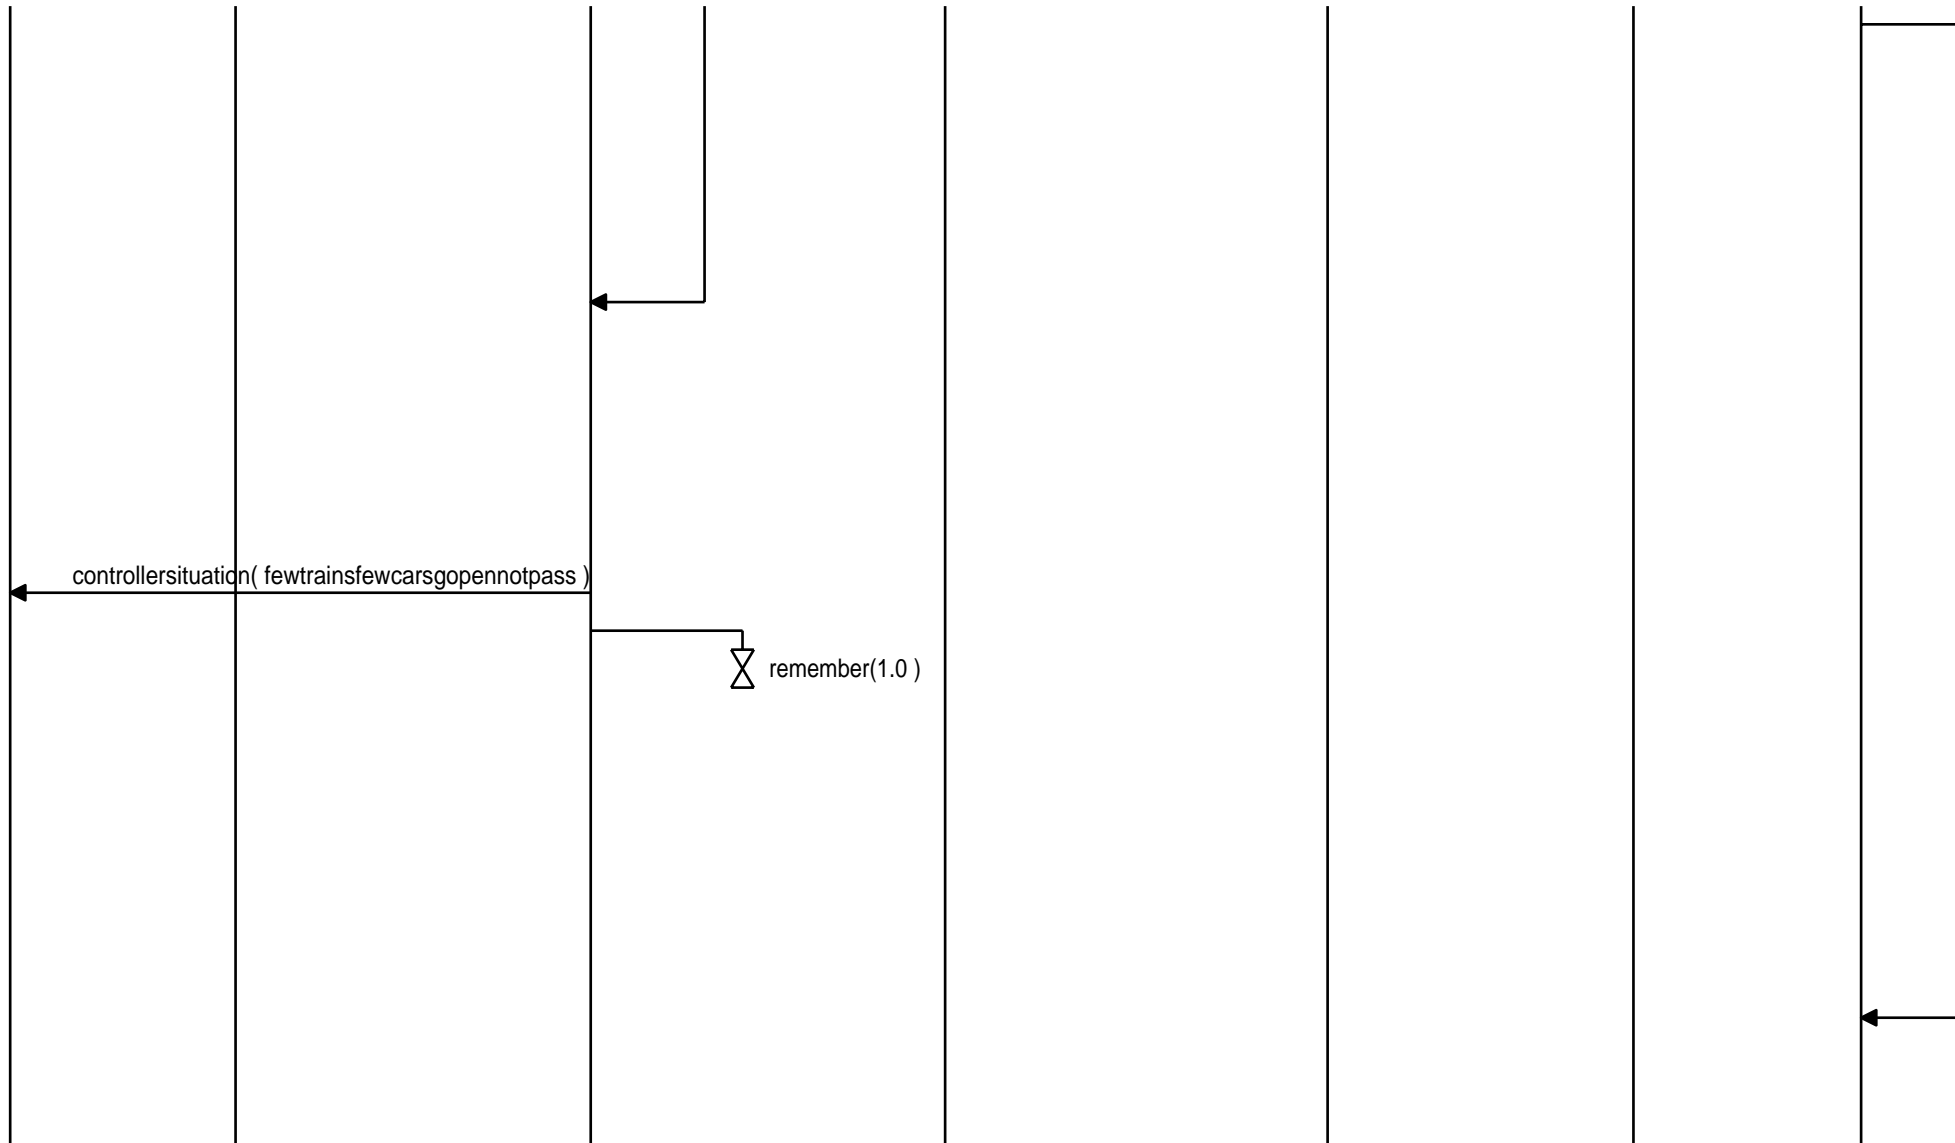 controllersituation( fewtrainsfewcarsgopennotpass )
remember(1.0 )